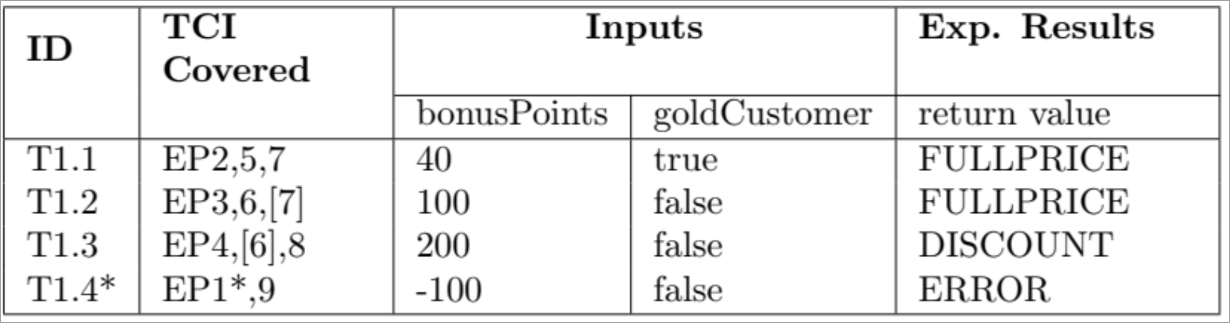 ID TCI Covered Inputs Exp. Results
bonusPoints goldCustomer return value
T1.1 EP2,5,7 40 true FULLPRICE
T1.2 EP3,6,[7] 100 false FULLPRICE
T1.3 EP4,[6],8 200 false DISCOUNT
T1.4* EP1*,9 -100 false ERROR